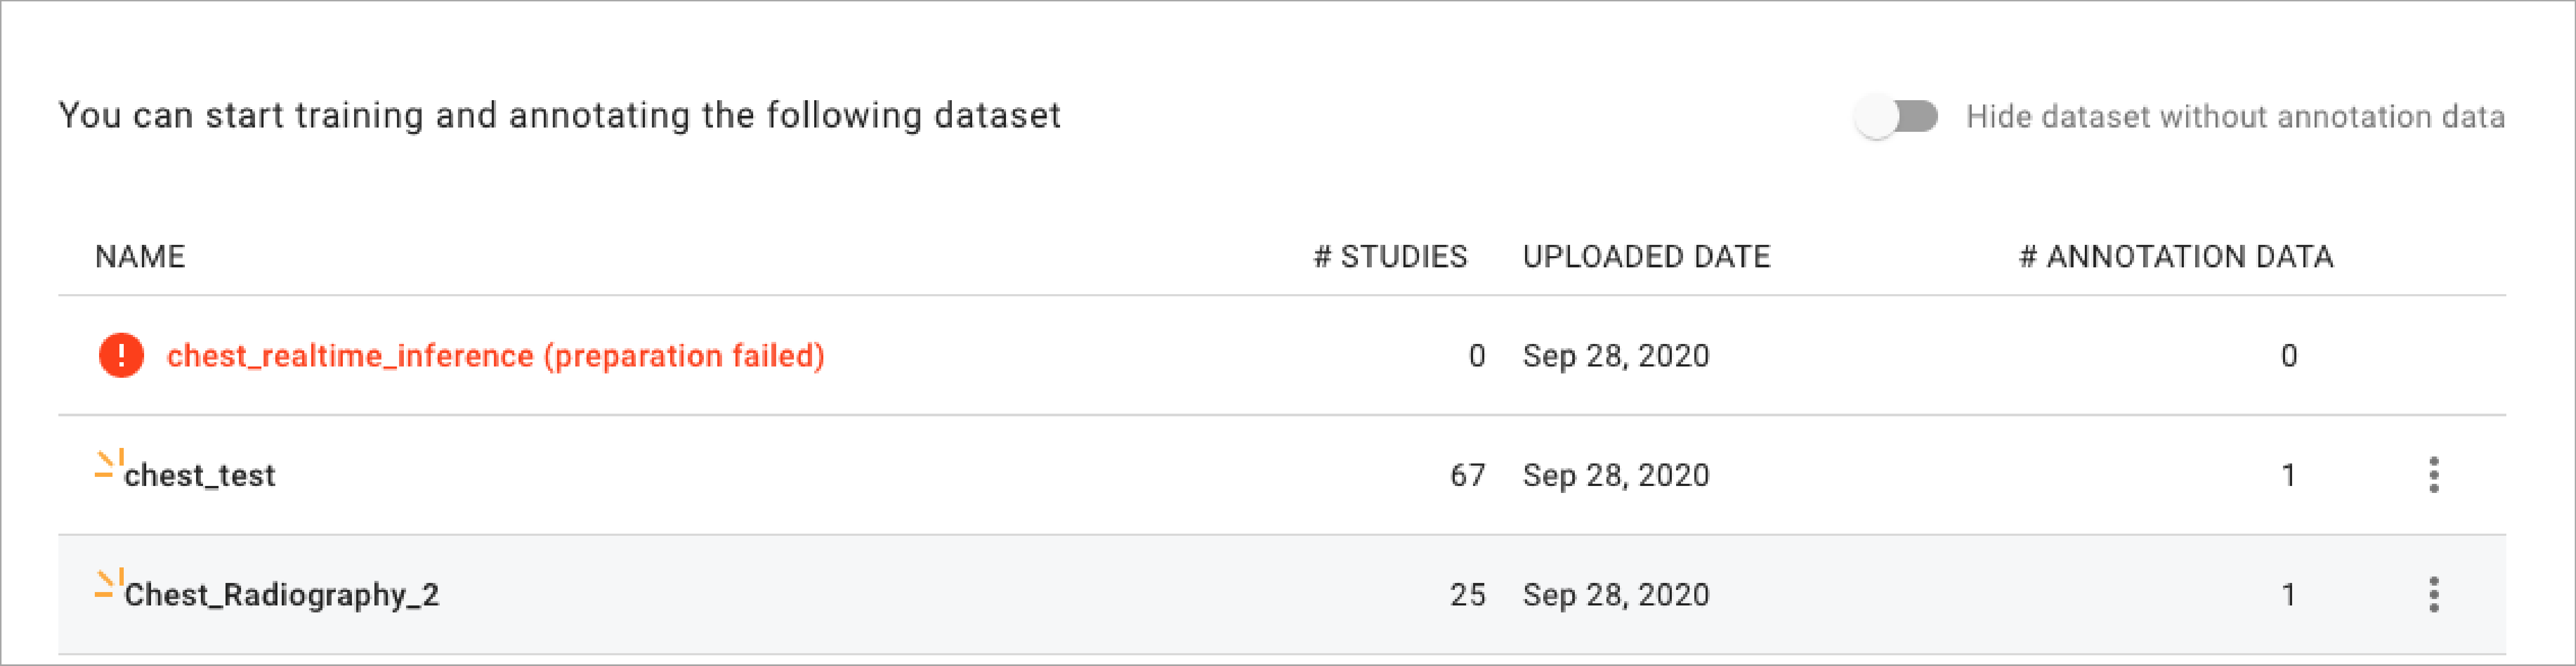 You can start training and annotating the following dataset Hide dataset without annotation data
NAME # STUDIES UPLOADED DATE # ANNOTATION DATA
chest_realtime_inference (preparation failed) 0 Sep 28, 2020 0
chest_test 67 Sep 28, 2020 1
Chest_Radiography_2 25 Sep 28, 2020 1